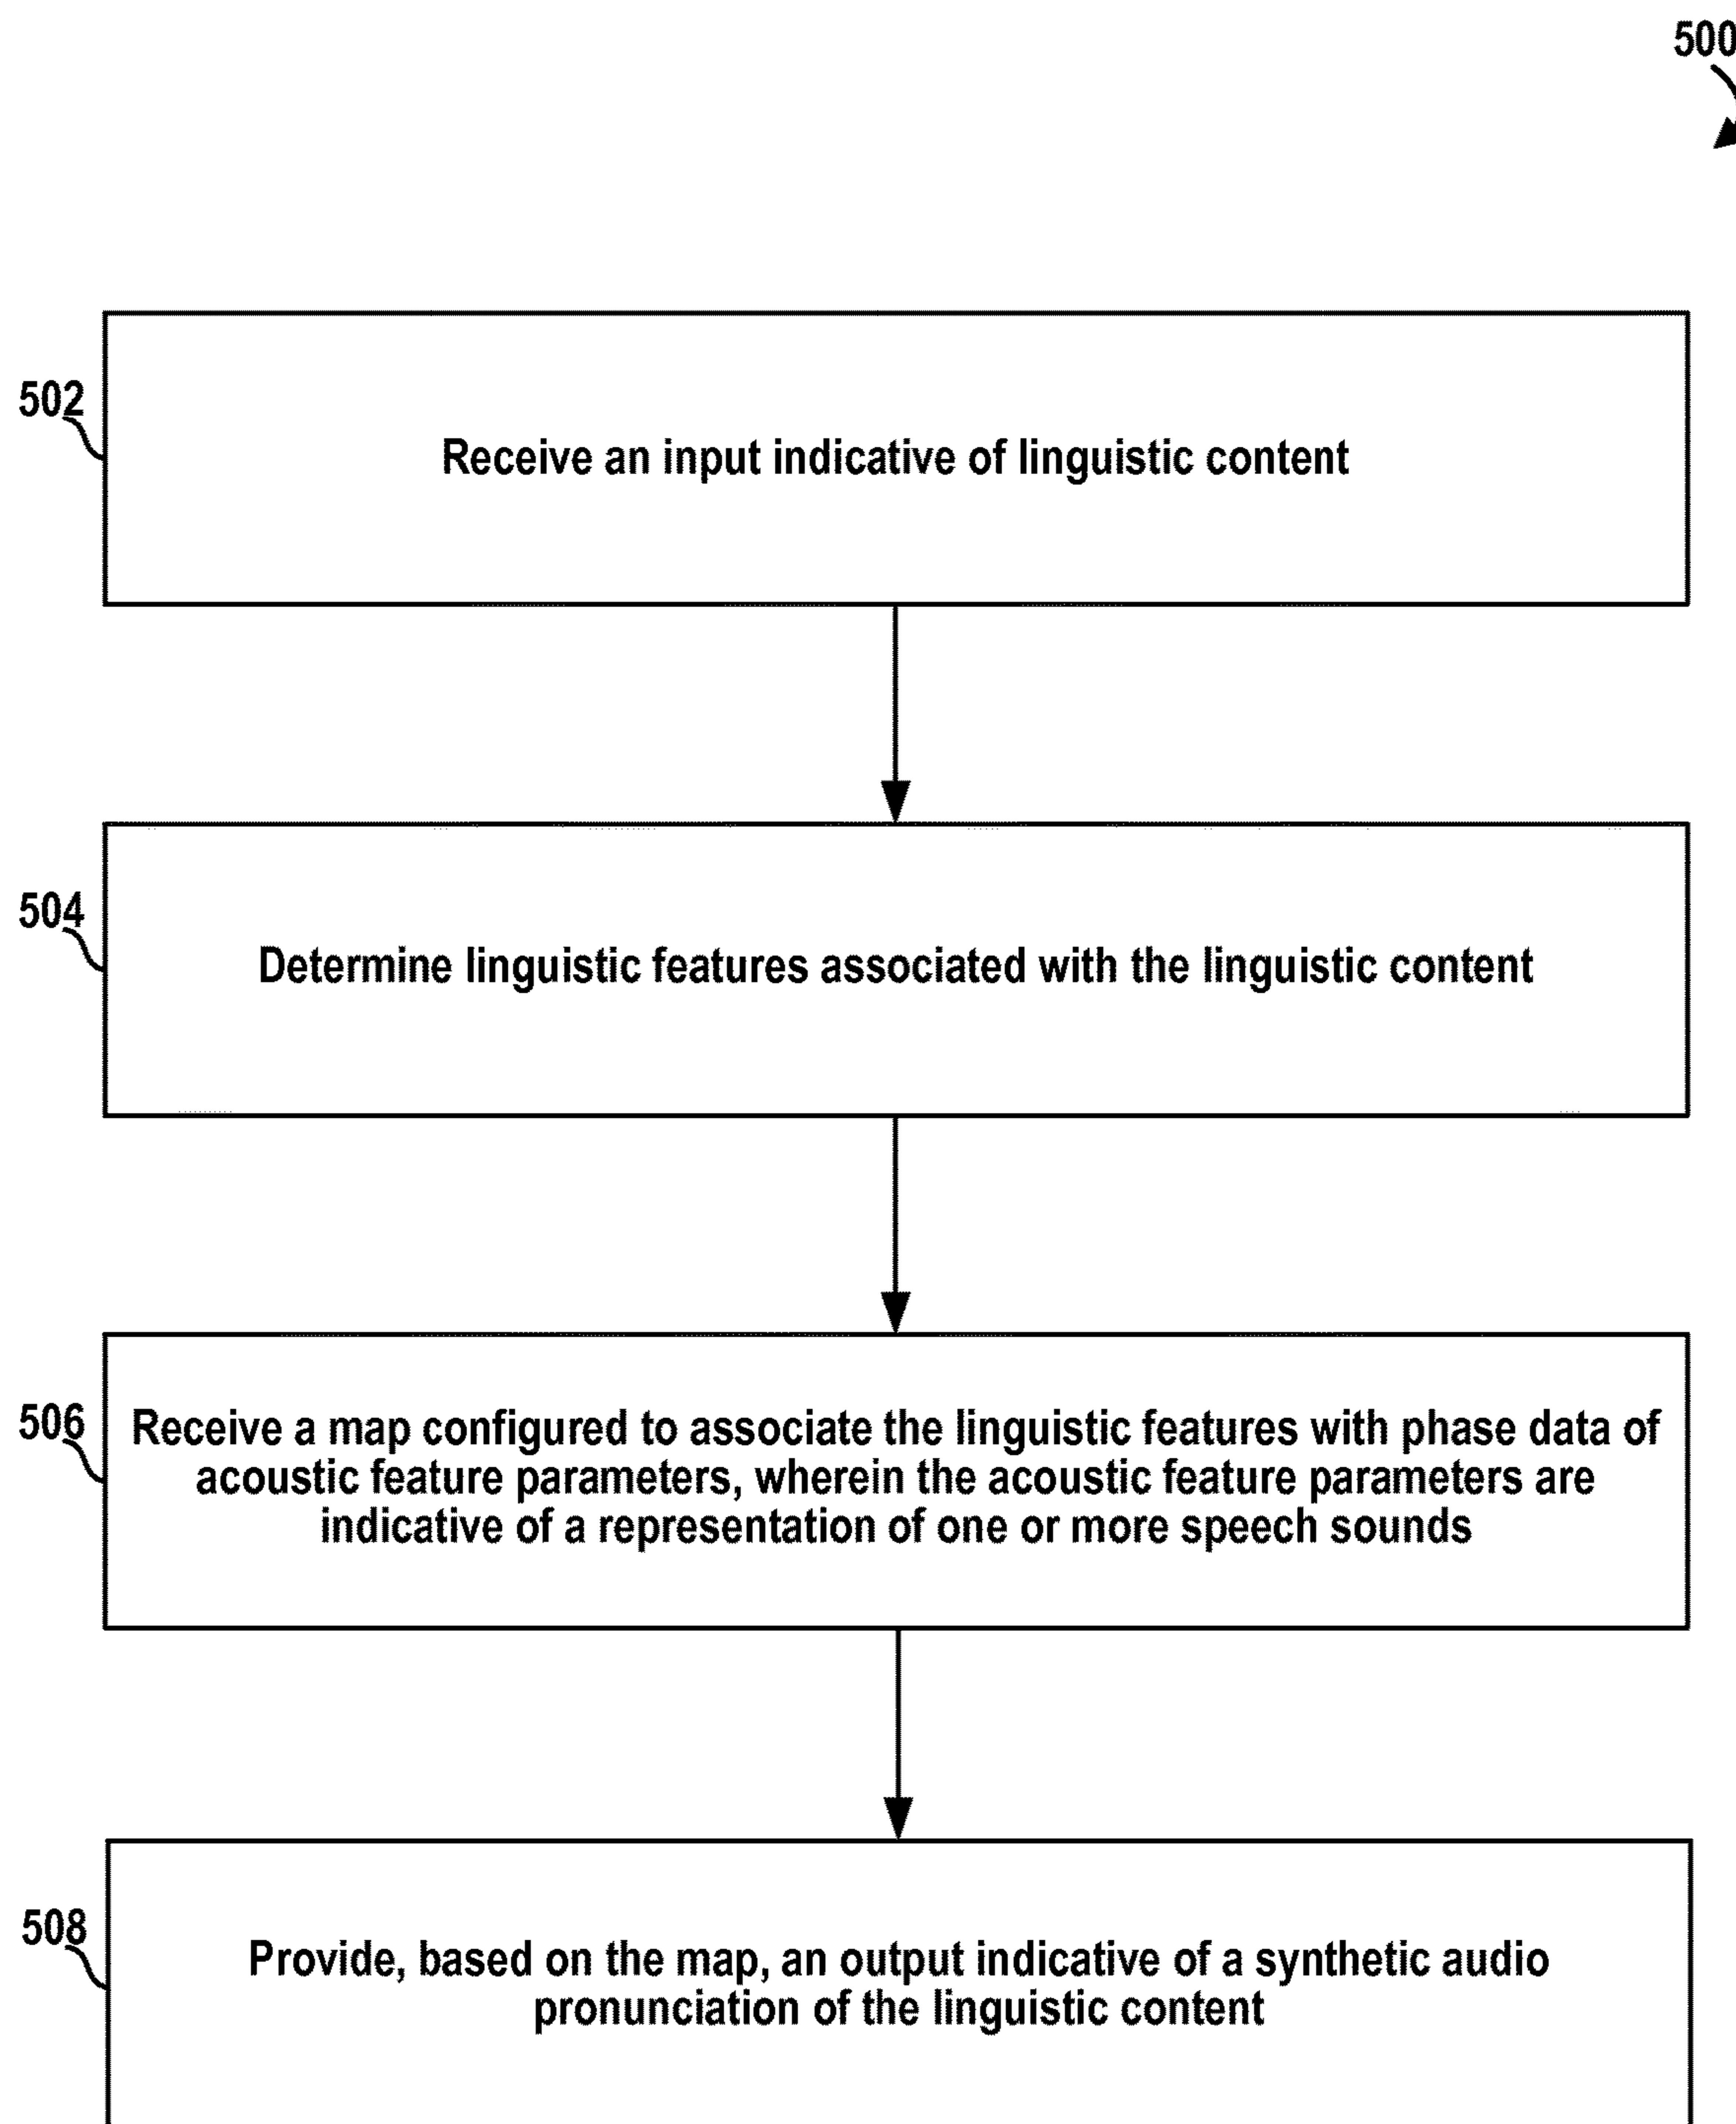 500
502
Receive an input indicative of linguistic content
504
Determine linguistic features associated with the linguistic content
506
Receive a map configured to associate the linguistic features with phase data of
acoustic feature parameters, wherein the acoustic feature parameters are
indicative of a representation of one or more speech sounds
508
Provide, based on the map, an output indicative of a synthetic audio
pronunciation of the linguistic content